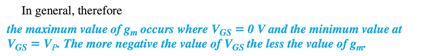 In general, therefore
the maximum value of gm occurs where VGS = 0 V and the minimum value at
VGS = VP. The more negative the value of VGS the less the value of gm.